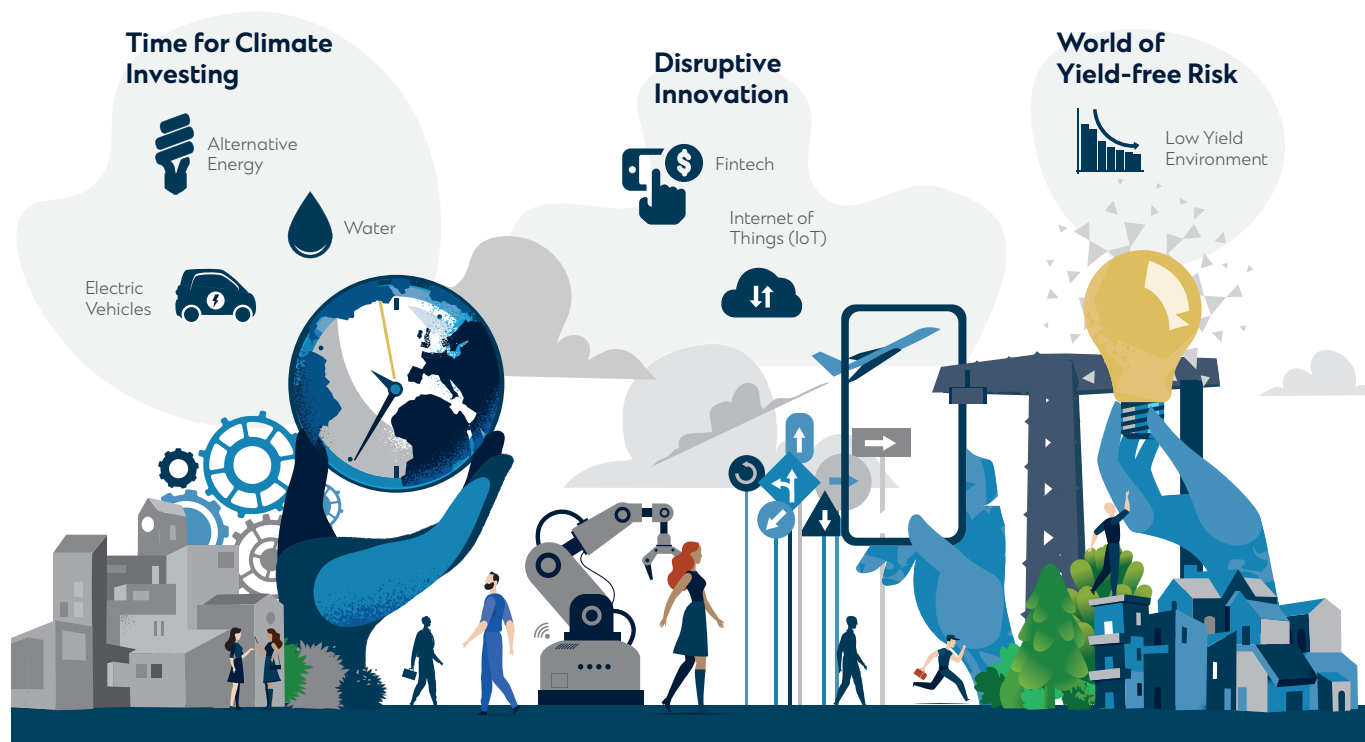 Time for Climate
Investing
Alternative
Energy
Water
Electric
Vehicles
Disruptive
Innovation
$
Fintech
Internet of
Things (IoT)
World of
Yield-free Risk
Low Yield
Environment